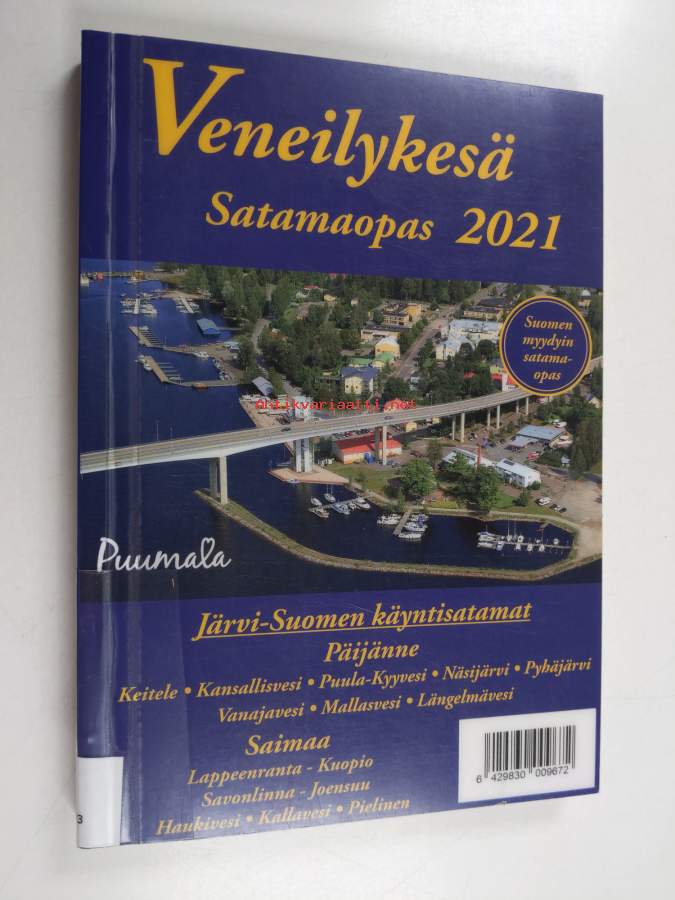 Veneilykesä
Satamaopas 2021
Suomen
myydyin
satama-
opas
Antikvariaatti.net
Puumala
Järvi-Suomen käyntisatamat
Päijänne
Keitele • Kansallisvesi • Puula-Kyyvesi • Näsijärvi • Pyhäjärvi
Vanajavesi • Mallasvesi • Längelmävesi
Saimaa
Lappeenranta - Kuopio
Savonlinna - Joensuu
Haukivesi • Kallavesi • Pielinen
6 429830 009672
3